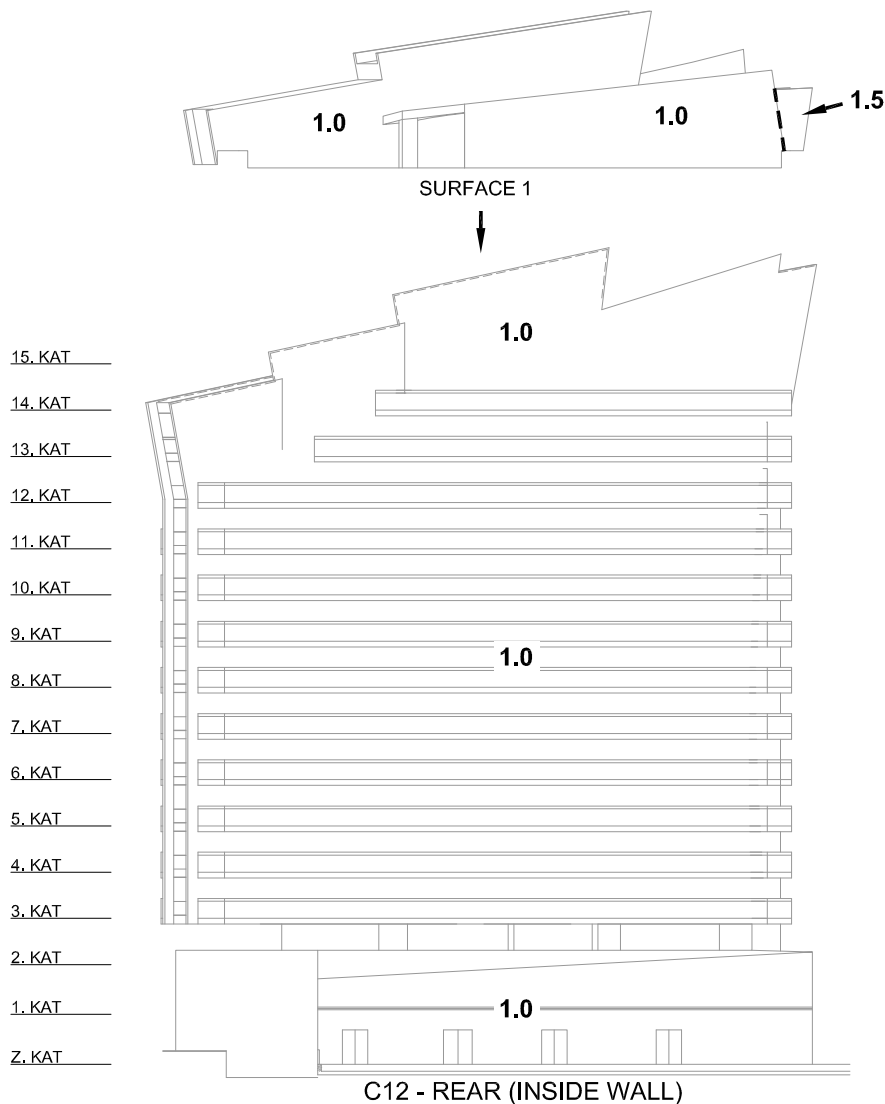 1.0
1.0
1.5
SURFACE 1
1.0
15. KAT
14. KAT
13. KAT
12. KAT
11. KAT
10. KAT
9. KAT
1.0
8. KAT
7. KAT
6. KAT
5. KAT
4. KAT
3. KAT
2. KAT
1. KAT
1.0
Z. KAT
C12 - REAR (INSIDE WALL)